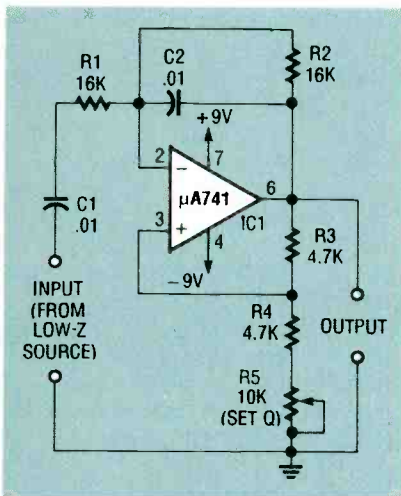 R1
16K
C2
.01
R2
16K
+9V
2
7
−
μA741
6
3
+
IC1
4
C1
.01
−9V
R3
4.7K
INPUT
(FROM
LOW-Z
SOURCE)
R4
4.7K
OUTPUT
R5
10K
(SET Q)